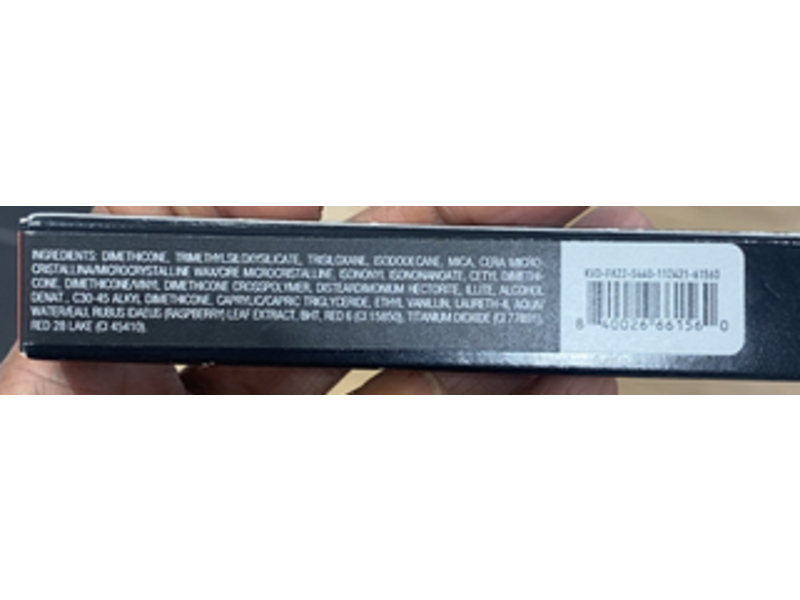 INGREDIENTS: DIMETHICONE, TRIMETHYLSILOXYSILICATE, TRISILOXANE, ISODODECANE, MICA, CERA MICRO-
CRISTALLINA/MICROCRYSTALLINE WAX/CIRE MICROCRISTALLINE, ISONONYL ISONONANOATE, CETYL DIMETHI-
CONE, DIMETHICONE/VINYL DIMETHICONE CROSSPOLYMER, DISTEARDIMONIUM HECTORITE, ILLITE, ALCOHOL
DENAT., C30-45 ALKYL DIMETHICONE, CAPRYLIC/CAPRIC TRIGLYCERIDE, ETHYL VANILLIN, LAURETH-4, AQUA/
WATER/EAU, RUBUS IDAEUS (RASPBERRY) LEAF EXTRACT, BHT, RED 6 (CI 15850), TITANIUM DIOXIDE (CI 77891),
RED 28 LAKE (CI 45410).
8 40026 66156 0